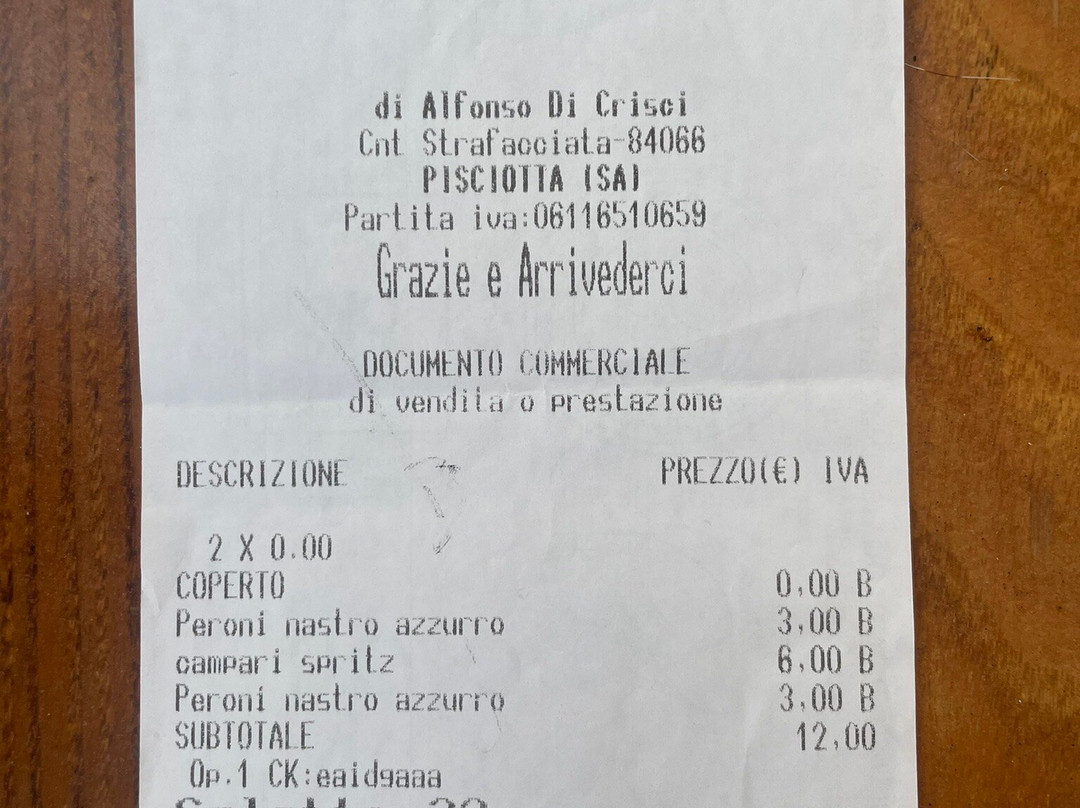 di Alfonso Di Crisci
Cnt Strafacciata-84066
PISCIOTTA (SA)
Partita iva:06116510659
Grazie e Arrivederci
DOCUMENTO COMMERCIALE
di vendita o prestazione
DESCRIZIONE PREZZO(€) IVA
2 X 0.00
COPERTO 0,00 B
Peroni nastro azzurro 3,00 B
campari spritz 6,00 B
Peroni nastro azzurro 3,00 B
SUBTOTALE 12,00
Op.1 CK:eaidgaaa